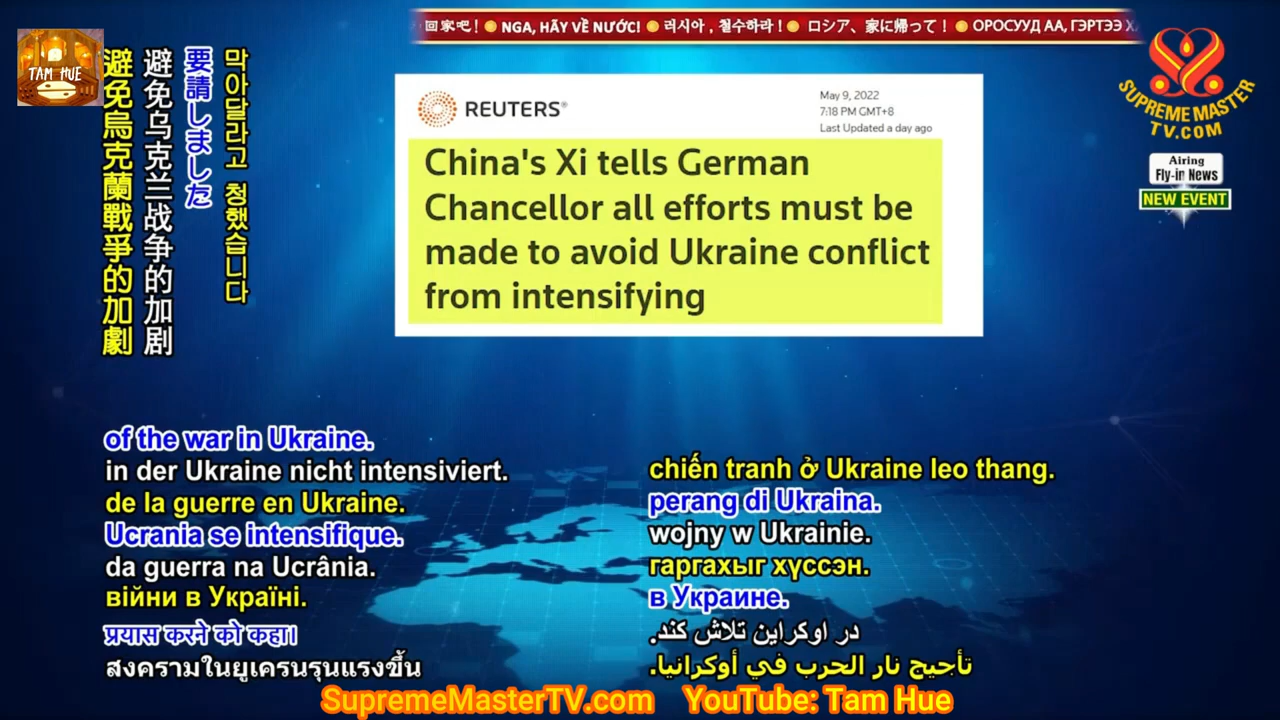 回家吧! NGA, HÃY VỀ NƯỚC! 러시아, 철수하라! ロシア、家に帰って! ОРОСУУД АА, ГЭРТЭЭ
TAM HUE
避免烏克蘭戰爭的加劇
避免乌克兰战争的加剧
要請しました
막아달라고 청했습니다
REUTERS®
May 9, 2022
7:18 PM GMT+8
Last Updated a day ago
China's Xi tells German
Chancellor all efforts must be
made to avoid Ukraine conflict
from intensifying
SUPREME MASTER
TV.COM
Airing
Fly-in News
NEW EVENT
of the war in Ukraine.
in der Ukraine nicht intensiviert.
de la guerre en Ukraine.
Ucrania se intensifique.
da guerra na Ucrânia.
війни в Україні.
प्रयास करने को कहा।
สงครามในยูเครนรุนแรงขึ้น
chiến tranh ở Ukraine leo thang.
perang di Ukraina.
wojny w Ukrainie.
гаргахыг хүссэн.
в Украине.
در اوکراین تلاش کند.
تأجيج نار الحرب في أوكرانيا.
SupremeMasterTV.com YouTube: Tam Hue